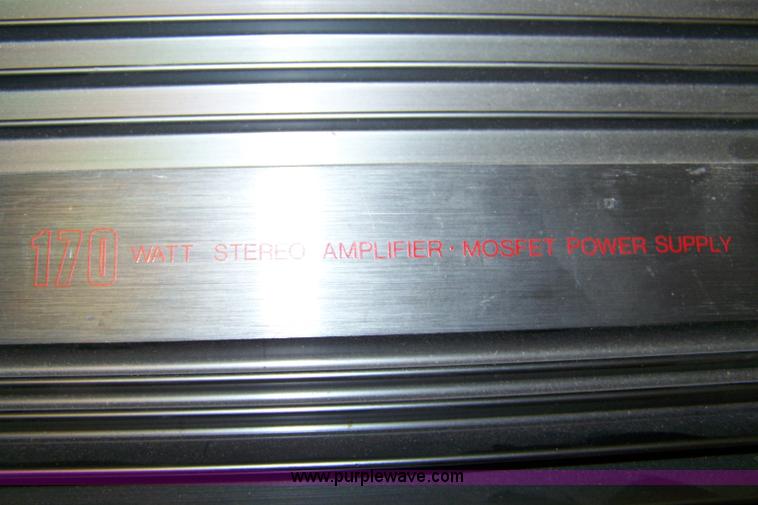 170 WATT STEREO AMPLIFIER · MOSFET POWER SUPPLY
www.purplewave.com